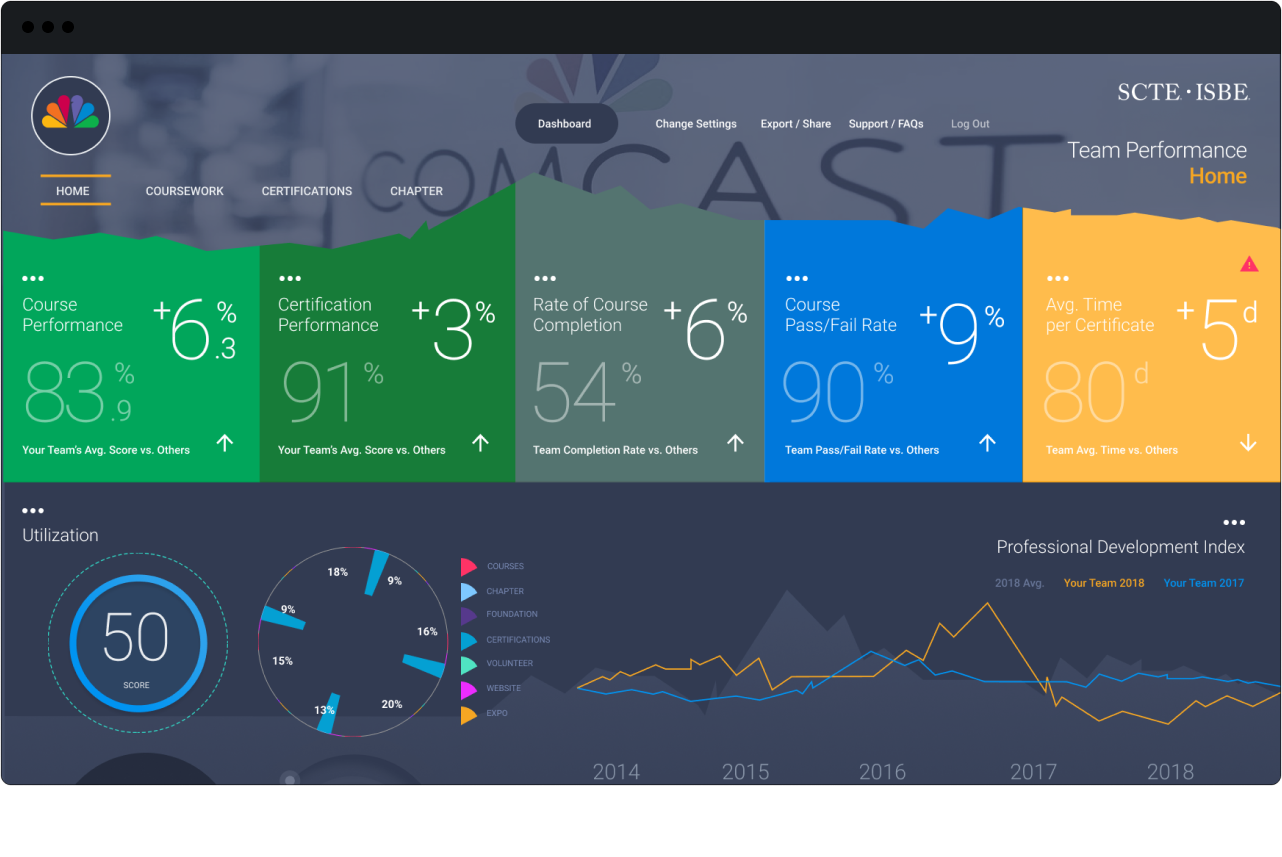 SCTE · ISBE
Dashboard
Change Settings
Export / Share
Support / FAQs
Log Out
COMCAST
Team Performance
Home
HOME
COURSEWORK
CERTIFICATIONS
CHAPTER
Course
Performance
+6.3%
83.9%
Your Team's Avg. Score vs. Others
Certification
Performance
+3%
91%
Your Team's Avg. Score vs. Others
Rate of Course
Completion
+6%
54%
Team Completion Rate vs. Others
Course
Pass/Fail Rate
+9%
90%
Team Pass/Fail Rate vs. Others
Avg. Time
per Certificate
+5d
80d
Team Avg. Time vs. Others
Utilization
50
SCORE
18%
9%
9%
16%
15%
20%
13%
COURSES
CHAPTER
FOUNDATION
CERTIFICATIONS
VOLUNTEER
WEBSITE
EXPO
Professional Development Index
2018 Avg.
Your Team 2018
Your Team 2017
2014
2015
2016
2017
2018